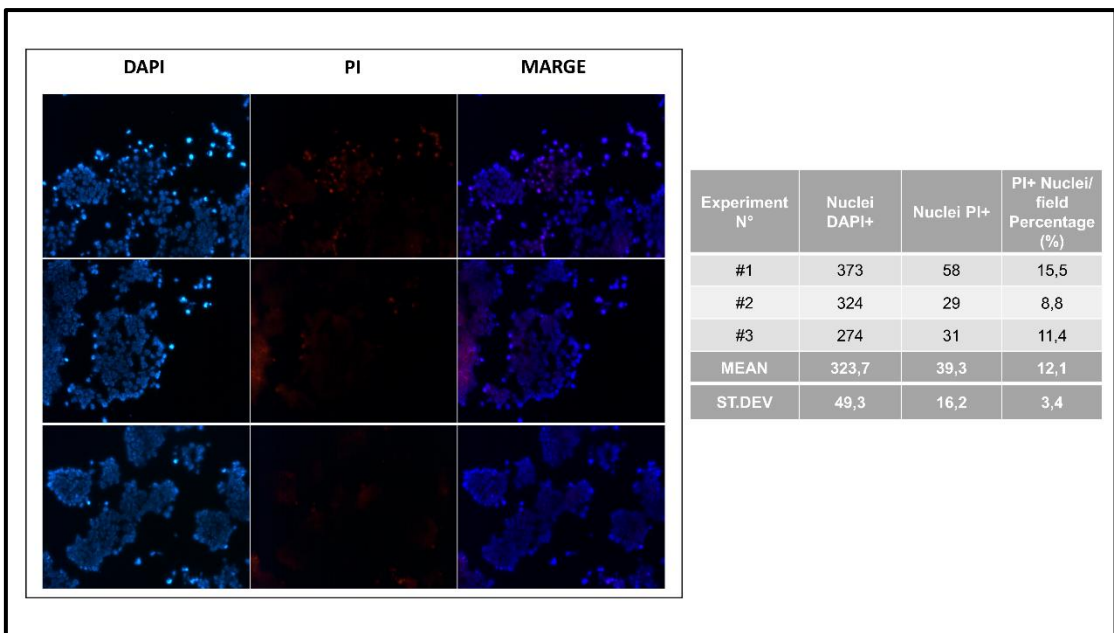 DAPI PI MARGE
Experiment N° Nuclei DAPI+ Nuclei PI+ PI+ Nuclei/ field Percentage (%)
#1 373 58 15,5
#2 324 29 8,8
#3 274 31 11,4
MEAN 323,7 39,3 12,1
ST.DEV 49,3 16,2 3,4